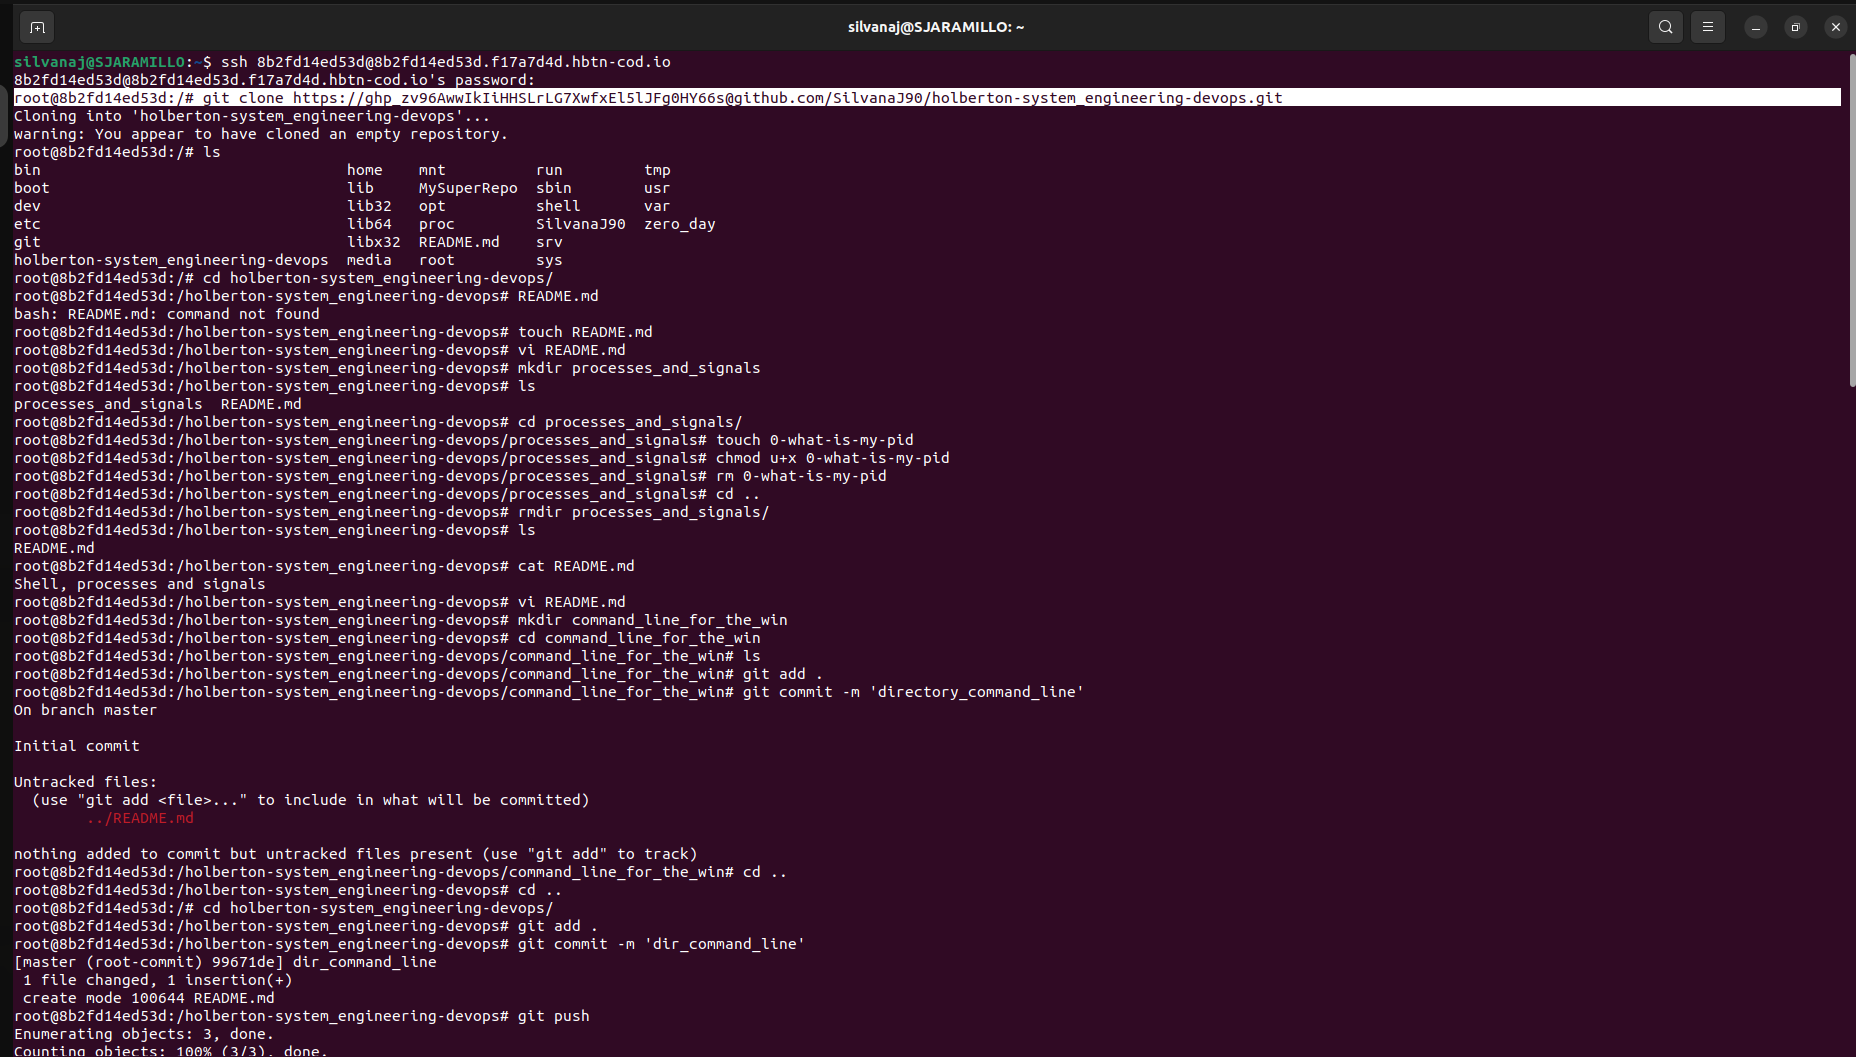 silvanaj@SJARAMILLO: ~
silvanaj@SJARAMILLO:~$ ssh 8b2fd14ed53d@8b2fd14ed53d.f17a7d4d.hbtn-cod.io
8b2fd14ed53d@8b2fd14ed53d.f17a7d4d.hbtn-cod.io's password:
root@8b2fd14ed53d:/# git clone https://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@github.com/SilvanaJ90/holberton-system_engineering-devops.git
Cloning into 'holberton-system_engineering-devops'...
warning: You appear to have cloned an empty repository.
root@8b2fd14ed53d:/# ls
bin home mnt run tmp
boot lib MySuperRepo sbin usr
dev lib32 opt shell var
etc lib64 proc SilvanaJ90 zero_day
git libx32 README.md srv
holberton-system_engineering-devops media root sys
root@8b2fd14ed53d:/# cd holberton-system_engineering-devops/
root@8b2fd14ed53d:/holberton-system_engineering-devops# README.md
bash: README.md: command not found
root@8b2fd14ed53d:/holberton-system_engineering-devops# touch README.md
root@8b2fd14ed53d:/holberton-system_engineering-devops# vi README.md
root@8b2fd14ed53d:/holberton-system_engineering-devops# mkdir processes_and_signals
root@8b2fd14ed53d:/holberton-system_engineering-devops# ls
processes_and_signals README.md
root@8b2fd14ed53d:/holberton-system_engineering-devops# cd processes_and_signals/
root@8b2fd14ed53d:/holberton-system_engineering-devops/processes_and_signals# touch 0-what-is-my-pid
root@8b2fd14ed53d:/holberton-system_engineering-devops/processes_and_signals# chmod u+x 0-what-is-my-pid
root@8b2fd14ed53d:/holberton-system_engineering-devops/processes_and_signals# rm 0-what-is-my-pid
root@8b2fd14ed53d:/holberton-system_engineering-devops/processes_and_signals# cd ..
root@8b2fd14ed53d:/holberton-system_engineering-devops# rmdir processes_and_signals/
root@8b2fd14ed53d:/holberton-system_engineering-devops# ls
README.md
root@8b2fd14ed53d:/holberton-system_engineering-devops# cat README.md
Shell, processes and signals
root@8b2fd14ed53d:/holberton-system_engineering-devops# vi README.md
root@8b2fd14ed53d:/holberton-system_engineering-devops# mkdir command_line_for_the_win
root@8b2fd14ed53d:/holberton-system_engineering-devops# cd command_line_for_the_win
root@8b2fd14ed53d:/holberton-system_engineering-devops/command_line_for_the_win# ls
root@8b2fd14ed53d:/holberton-system_engineering-devops/command_line_for_the_win# git add .
root@8b2fd14ed53d:/holberton-system_engineering-devops/command_line_for_the_win# git commit -m 'directory_command_line'
On branch master
Initial commit
Untracked files:
(use "git add <file>..." to include in what will be committed)
../README.md
nothing added to commit but untracked files present (use "git add" to track)
root@8b2fd14ed53d:/holberton-system_engineering-devops/command_line_for_the_win# cd ..
root@8b2fd14ed53d:/holberton-system_engineering-devops# cd ..
root@8b2fd14ed53d:/# cd holberton-system_engineering-devops/
root@8b2fd14ed53d:/holberton-system_engineering-devops# git add .
root@8b2fd14ed53d:/holberton-system_engineering-devops# git commit -m 'dir_command_line'
[master (root-commit) 99671de] dir_command_line
1 file changed, 1 insertion(+)
create mode 100644 README.md
root@8b2fd14ed53d:/holberton-system_engineering-devops# git push
Enumerating objects: 3, done.
Counting objects: 100% (3/3), done.